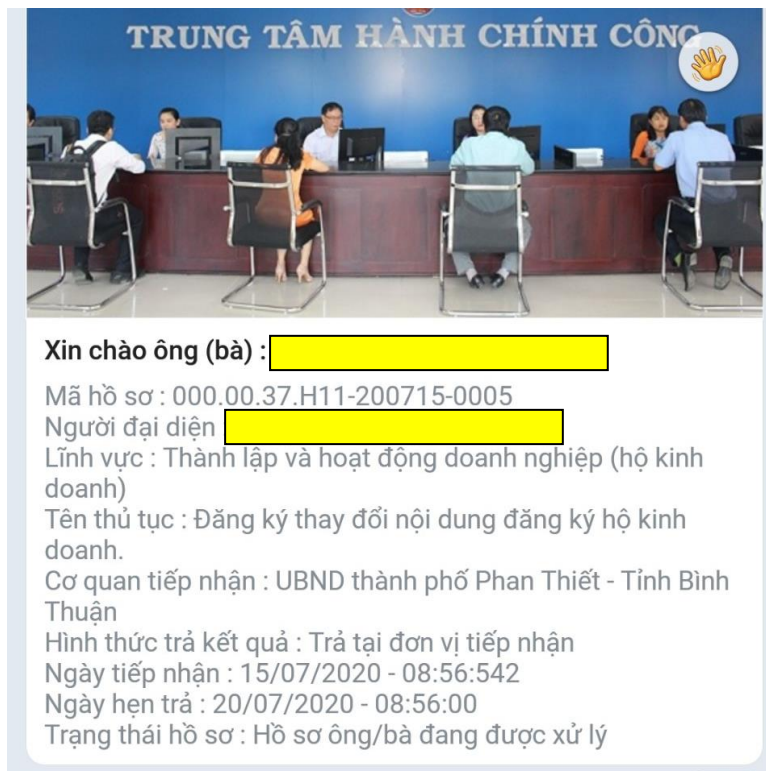 TRUNG TÂM HÀNH CHÍNH CÔNG
Xin chào ông (bà) :
Mã hồ sơ : 000.00.37.H11-200715-0005
Người đại diện
Lĩnh vực : Thành lập và hoạt động doanh nghiệp (hộ kinh
doanh)
Tên thủ tục : Đăng ký thay đổi nội dung đăng ký hộ kinh
doanh.
Cơ quan tiếp nhận : UBND thành phố Phan Thiết - Tỉnh Bình
Thuận
Hình thức trả kết quả : Trả tại đơn vị tiếp nhận
Ngày tiếp nhận : 15/07/2020 - 08:56:542
Ngày hẹn trả : 20/07/2020 - 08:56:00
Trạng thái hồ sơ : Hồ sơ ông/bà đang được xử lý